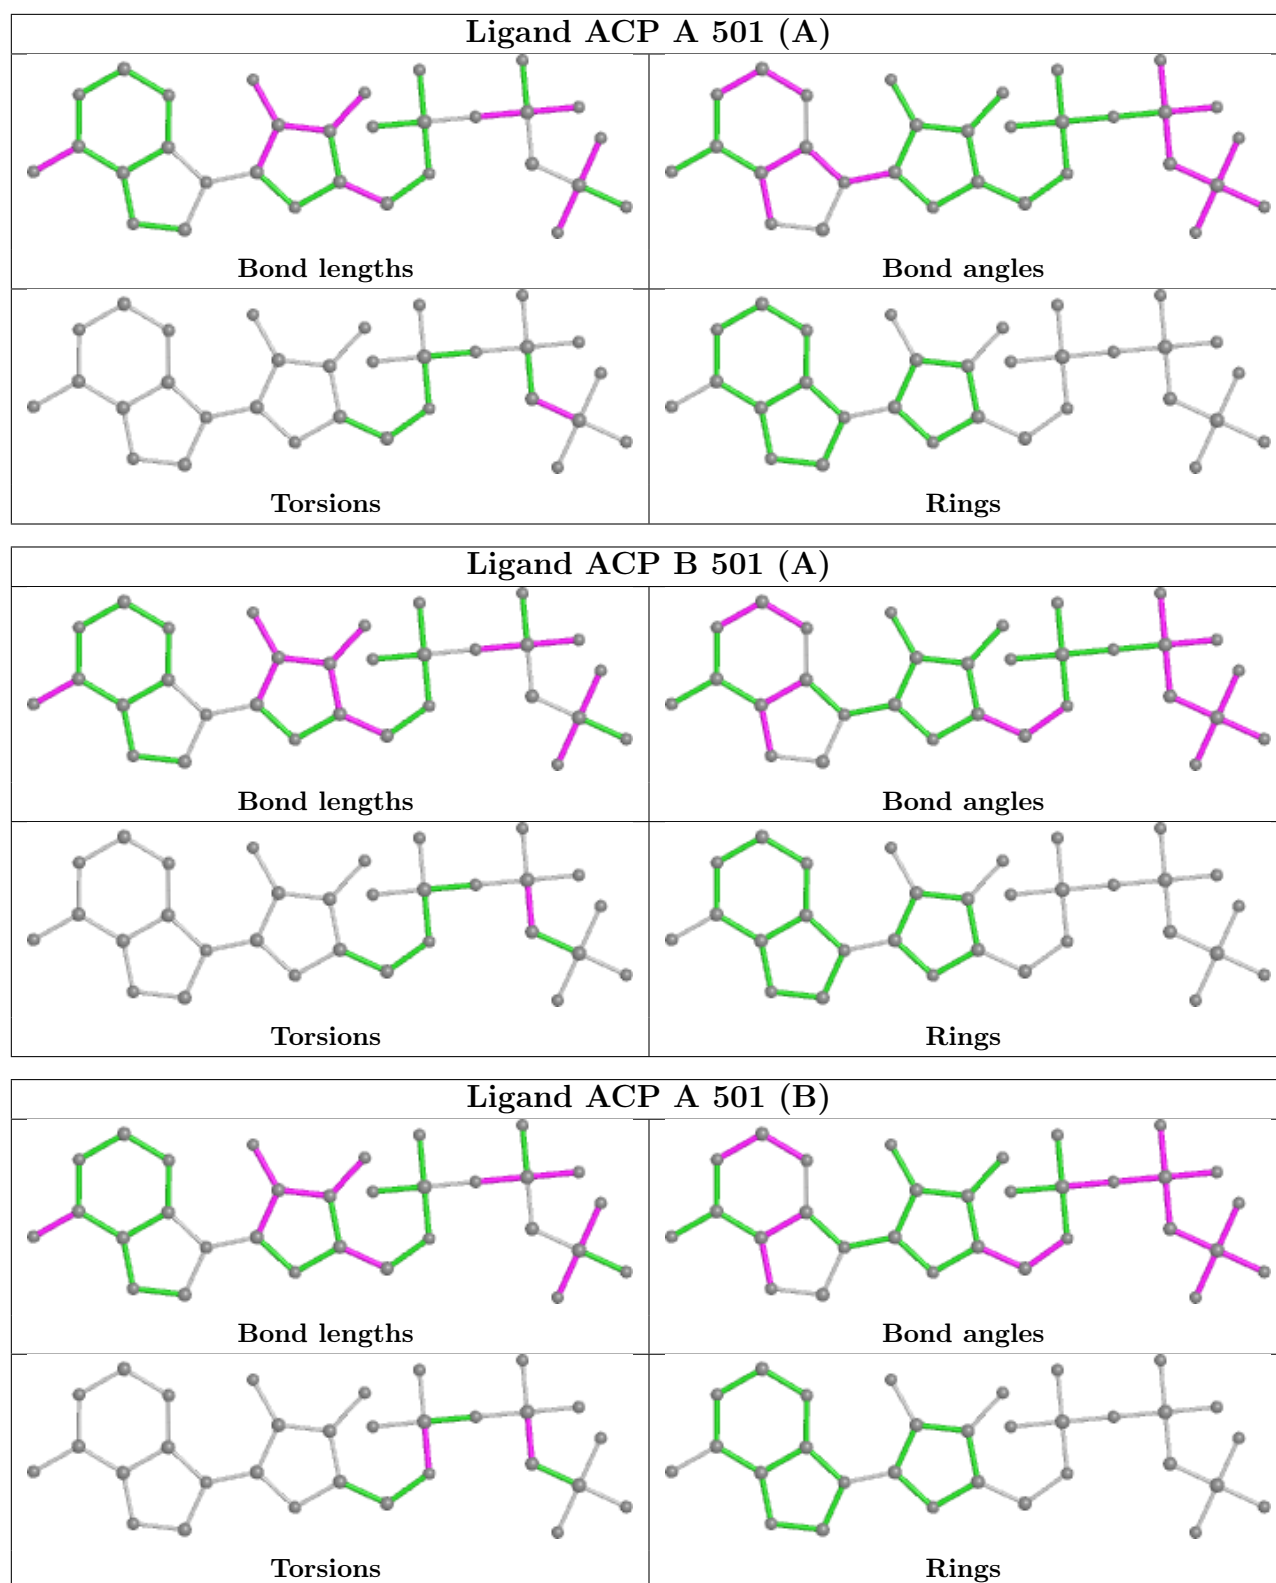 Ligand ACP A 501 (A)
Bond lengths
Bond angles
Torsions
Rings
Ligand ACP B 501 (A)
Bond lengths
Bond angles
Torsions
Rings
Ligand ACP A 501 (B)
Bond lengths
Bond angles
Torsions
Rings